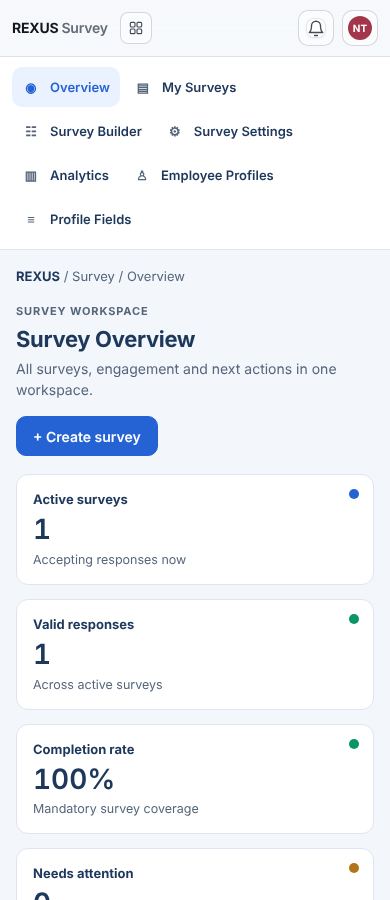 REXUS Survey
NT
Overview
My Surveys
Survey Builder
Survey Settings
Analytics
Employee Profiles
Profile Fields
REXUS / Survey / Overview
SURVEY WORKSPACE
Survey Overview
All surveys, engagement and next actions in one
workspace.
+ Create survey
Active surveys
1
Accepting responses now
Valid responses
1
Across active surveys
Completion rate
100%
Mandatory survey coverage
Needs attention
0